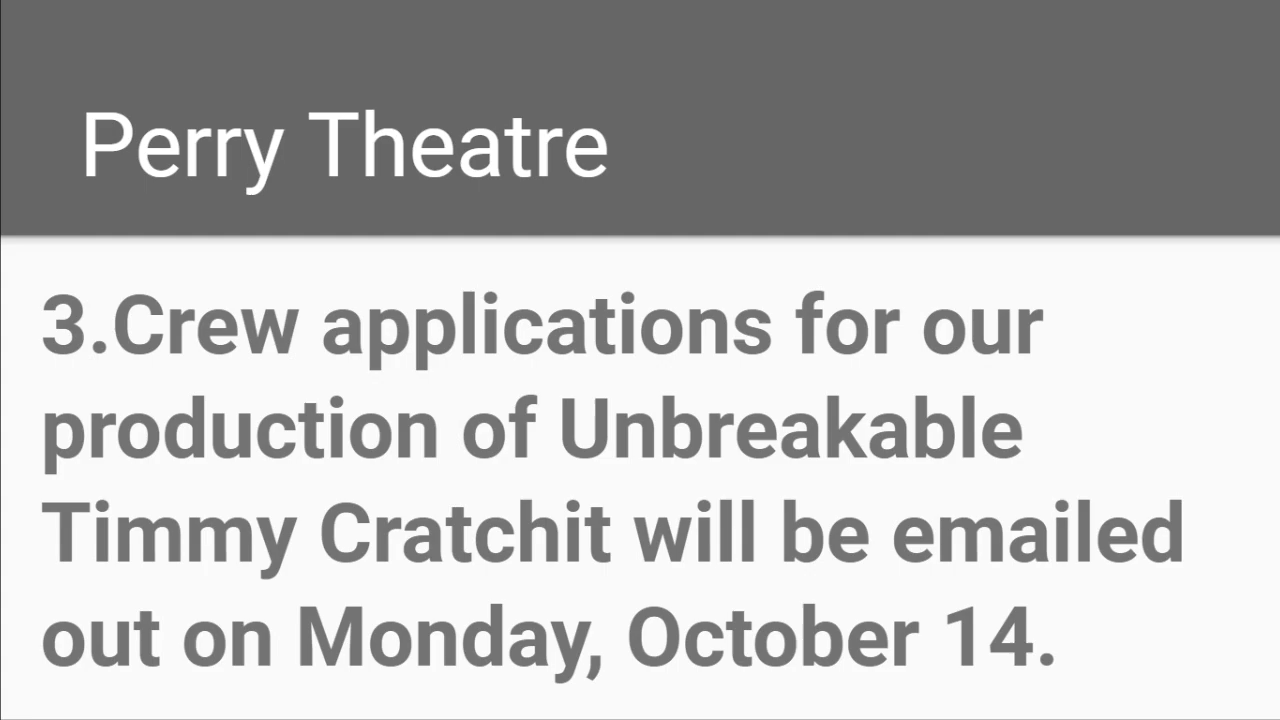 Perry Theatre
3.Crew applications for our
production of Unbreakable
Timmy Cratchit will be emailed
out on Monday, October 14.